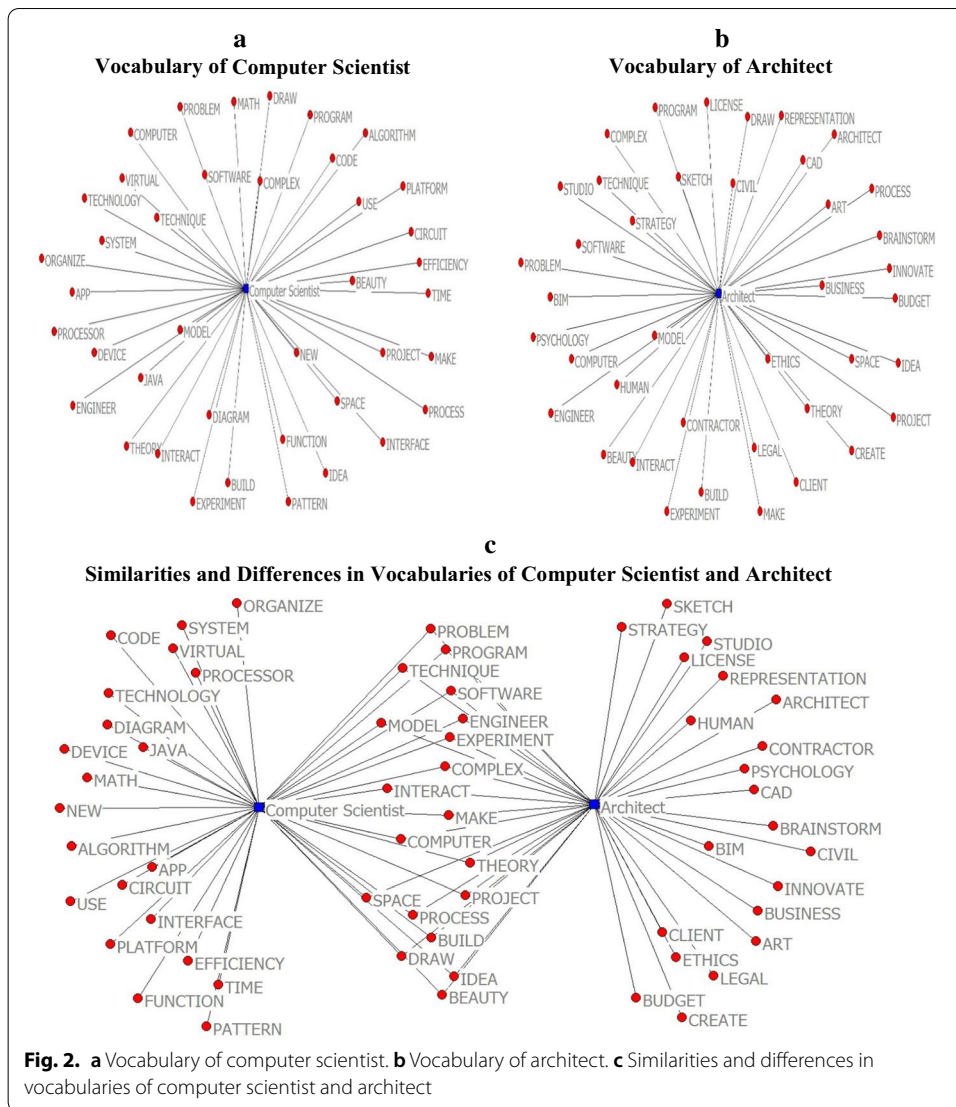 a
Vocabulary of Computer Scientist
DRAW
MATH
PROBLEM
PROGRAM
COMPUTER
ALGORITHM
CODE
SOFTWARE
COMPLEX
VIRTUAL
PLATFORM
TECHNOLOGY
USE
TECHNIQUE
CIRCUIT
SYSTEM
ORGANIZE
EFFICIENCY
BEAUTY
Computer Scientist
APP
TIME
PROCESSOR
MODEL
DEVICE
NEW
PROJECT
MAKE
JAVA
ENGINEER
SPACE
PROCESS
DIAGRAM
THEORY
INTERACT
FUNCTION
INTERFACE
IDEA
BUILD
EXPERIMENT
PATTERN
b
Vocabulary of Architect
LICENSE
PROGRAM
DRAW
REPRESENTATION
COMPLEX
ARCHITECT
CAD
TECHNIQUE
SKETCH
CIVIL
STUDIO
PROCESS
ART
STRATEGY
BRAINSTORM
SOFTWARE
PROBLEM
INNOVATE
BUSINESS
BIM
Architect
BUDGET
PSYCHOLOGY
MODEL
COMPUTER
ETHICS
SPACE
IDEA
HUMAN
ENGINEER
THEORY
PROJECT
CONTRACTOR
BEAUTY
INTERACT
LEGAL
CREATE
CLIENT
BUILD
EXPERIMENT
MAKE
c
Similarities and Differences in Vocabularies of Computer Scientist and Architect
ORGANIZE
SYSTEM
CODE
VIRTUAL
PROCESSOR
TECHNOLOGY
DIAGRAM
JAVA
DEVICE
MATH
NEW
Computer Scientist
ALGORITHM
APP
CIRCUIT
USE
INTERFACE
PLATFORM
EFFICIENCY
TIME
FUNCTION
PATTERN
PROBLEM
PROGRAM
TECHNIQUE
SOFTWARE
MODEL
ENGINEER
EXPERIMENT
COMPLEX
INTERACT
MAKE
COMPUTER
THEORY
SPACE
PROJECT
PROCESS
BUILD
DRAW
IDEA
BEAUTY
SKETCH
STRATEGY
STUDIO
LICENSE
REPRESENTATION
ARCHITECT
HUMAN
CONTRACTOR
PSYCHOLOGY
CAD
Architect
BRAINSTORM
BIM
CIVIL
INNOVATE
BUSINESS
CLIENT
ART
ETHICS
LEGAL
BUDGET
CREATE
Fig. 2. a Vocabulary of computer scientist. b Vocabulary of architect. c Similarities and differences in
vocabularies of computer scientist and architect